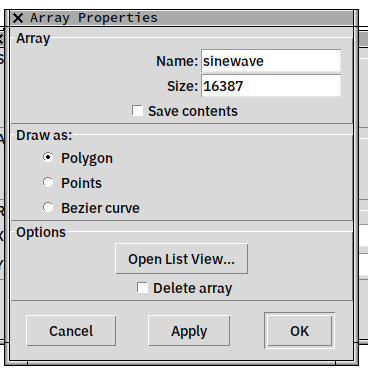 Array Properties
Array
Name: sinewave
Size: 16387
Save contents
Draw as:
Polygon
Points
Bezier curve
Options
Open List View...
Delete array
Cancel Apply OK